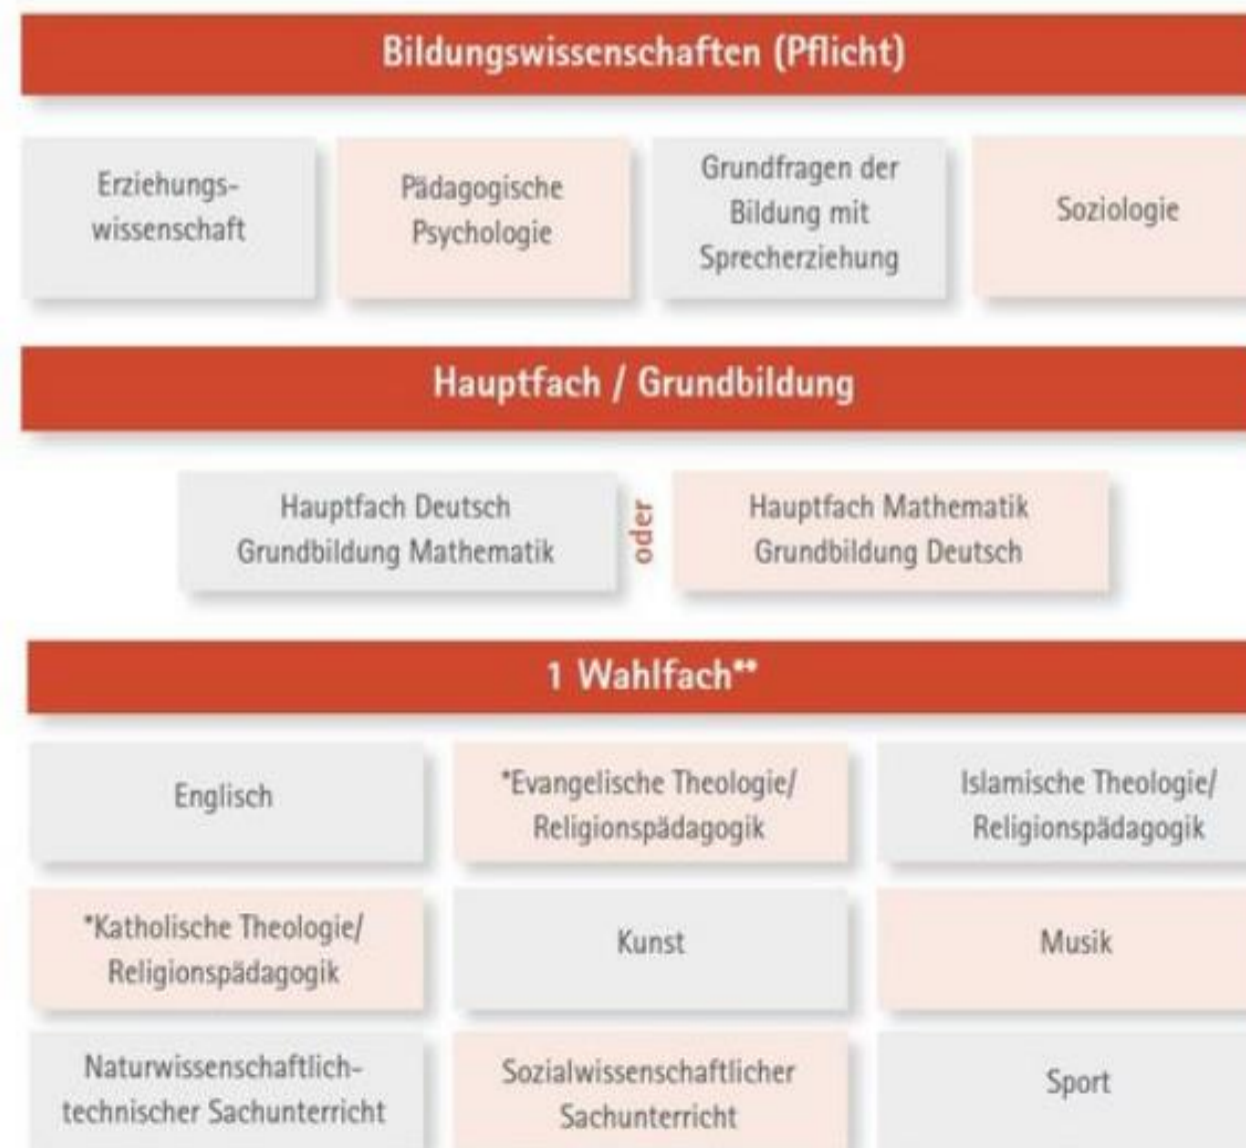 Bildungswissenschaften (Pflicht)
Erziehungs-
wissenschaft
Pädagogische
Psychologie
Grundfragen der
Bildung mit
Sprecherziehung
Soziologie
Hauptfach / Grundbildung
Hauptfach Deutsch
Grundbildung Mathematik
oder
Hauptfach Mathematik
Grundbildung Deutsch
1 Wahlfach**
Englisch
*Evangelische Theologie/
Religionspädagogik
Islamische Theologie/
Religionspädagogik
*Katholische Theologie/
Religionspädagogik
Kunst
Musik
Naturwissenschaftlich-
technischer Sachunterricht
Sozialwissenschaftlicher
Sachunterricht
Sport